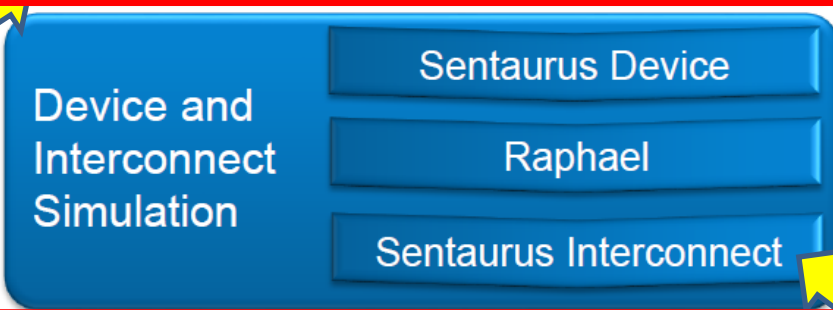 Device and
Interconnect
Simulation
Sentaurus Device
Raphael
Sentaurus Interconnect